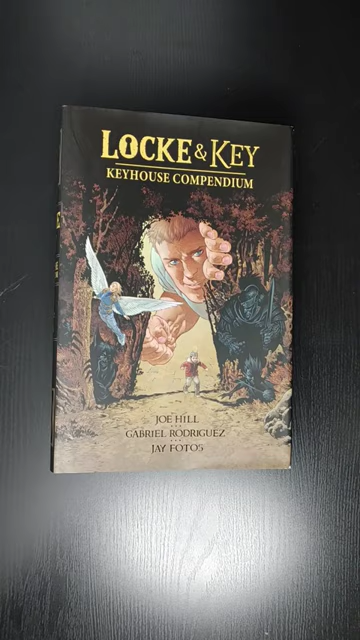 LOCKE & KEY
KEYHOUSE COMPENDIUM
JOE HILL
GABRIEL RODRIGUEZ
JAY FOTOS